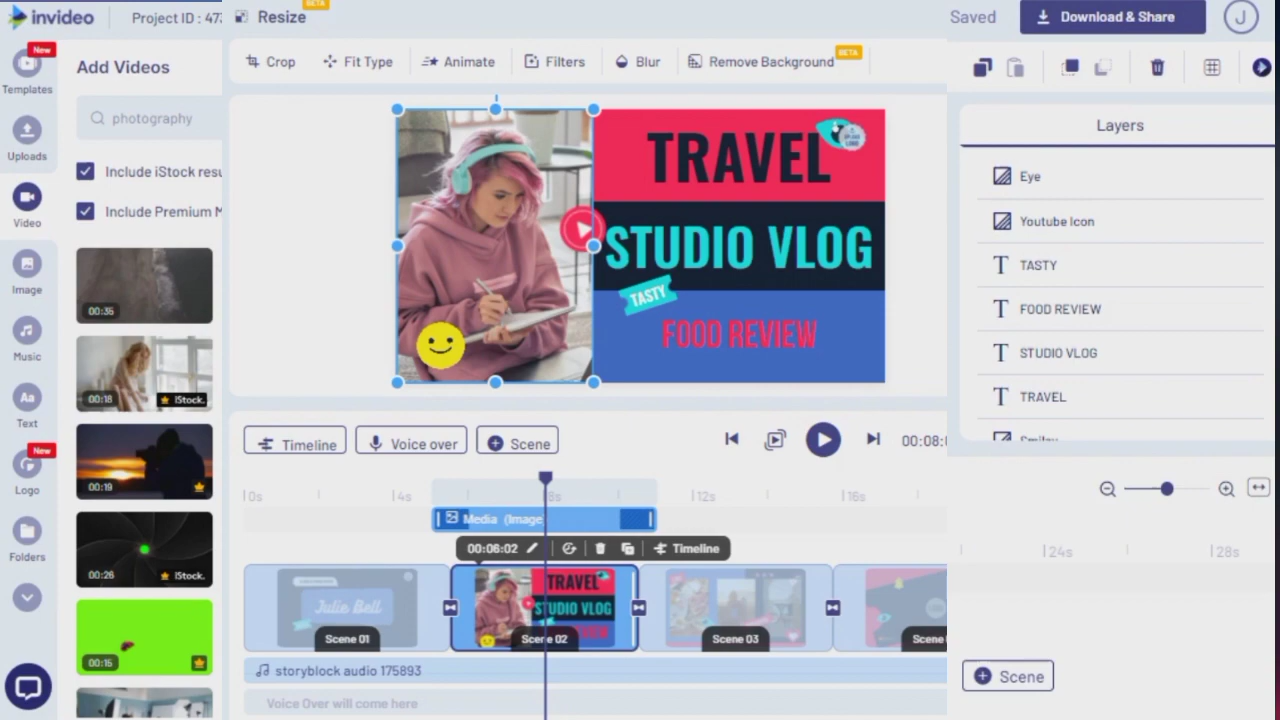 invideo
Project ID : 47
Resize
BETA
Saved
Download & Share
J
New
Templates
Uploads
Video
Image
Music
Text
New
Logo
Folders
Add Videos
photography
Include iStock resu
Include Premium M
00:35
00:18
iStock.
00:19
00:26
iStock.
00:15
Crop
Fit Type
Animate
Filters
Blur
Remove Background
BETA
TRAVEL
STUDIO VLOG
TASTY
FOOD REVIEW
Layers
Eye
Youtube Icon
TASTY
FOOD REVIEW
STUDIO VLOG
TRAVEL
Smiley
Timeline
Voice over
Scene
00:08:
0s
4s
8s
12s
16s
24s
28s
Media (Image)
00:06:02
Timeline
Julie Bell
Scene 01
TRAVEL
STUDIO VLOG
Scene 02
Scene 03
Scene
storyblock audio 175893
Voice Over will come here
Scene